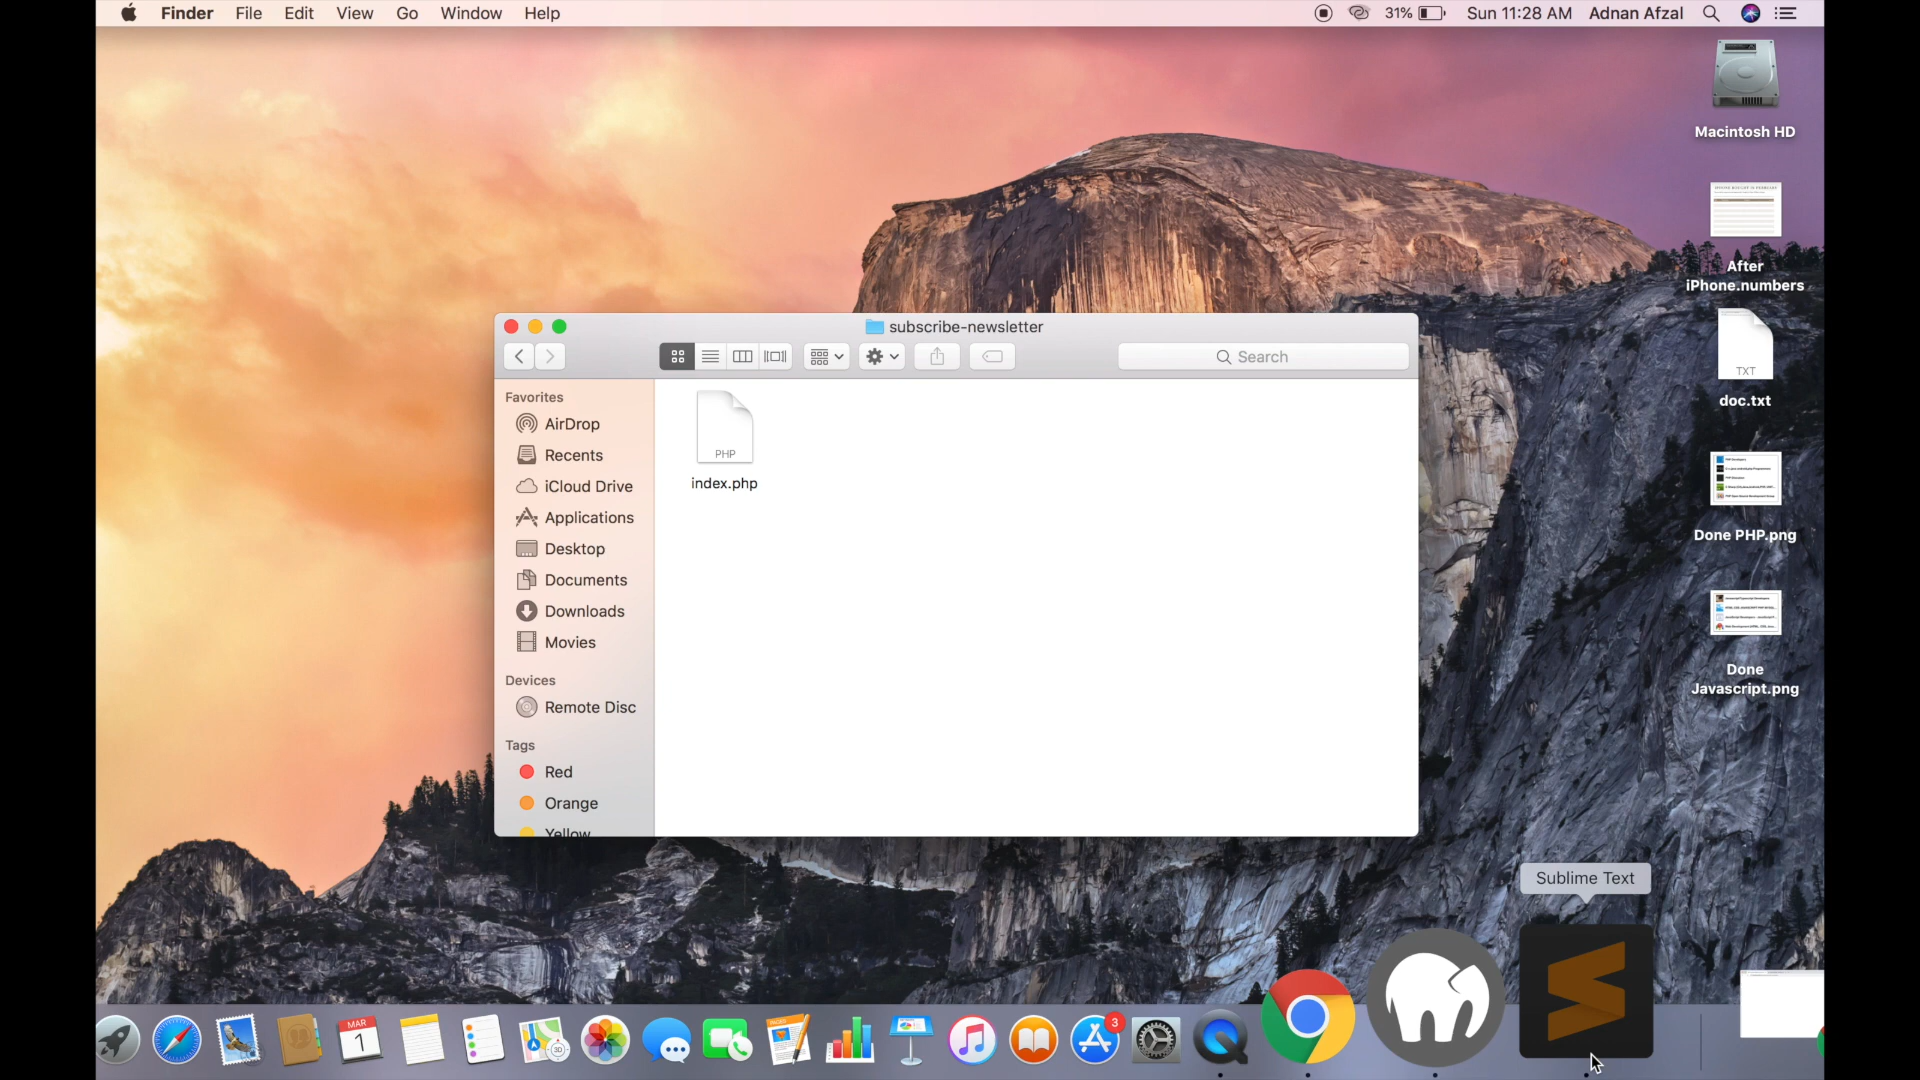 Finder File Edit View Go Window Help
31% Sun 11:28 AM Adnan Afzal
Macintosh HD
After
iPhone.numbers
TXT
doc.txt
Done PHP.png
Done
Javascript.png
subscribe-newsletter
Search
Favorites
AirDrop
Recents
iCloud Drive
Applications
Desktop
Documents
Downloads
Movies
Devices
Remote Disc
Tags
Red
Orange
Yellow
PHP
index.php
Sublime Text
MAR
1
3D
PAGES
3